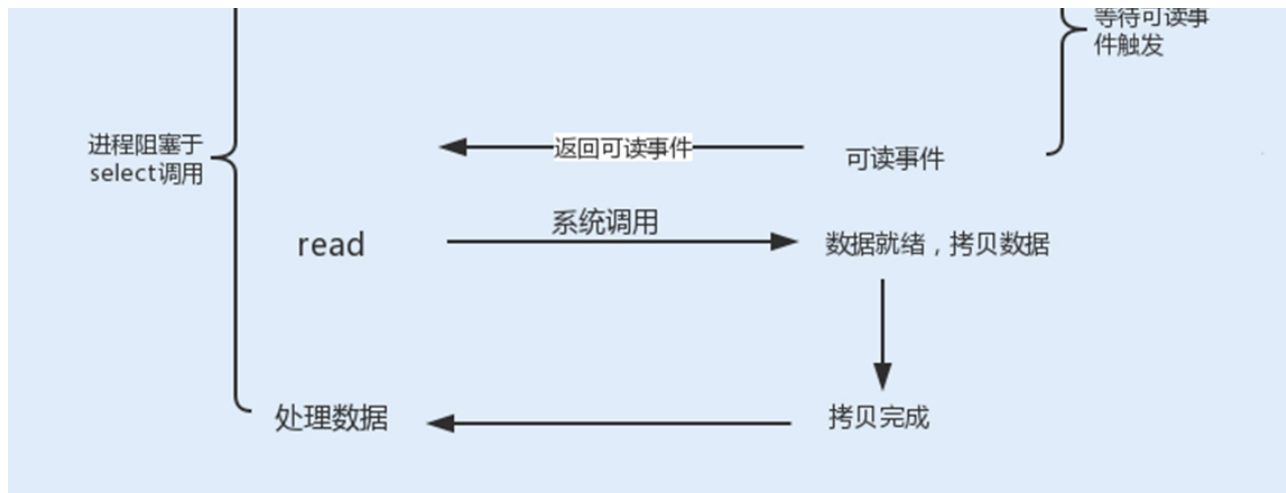 等待可读事
件触发
进程阻塞于
select调用
返回可读事件
可读事件
系统调用
read
数据就绪，拷贝数据
处理数据
拷贝完成